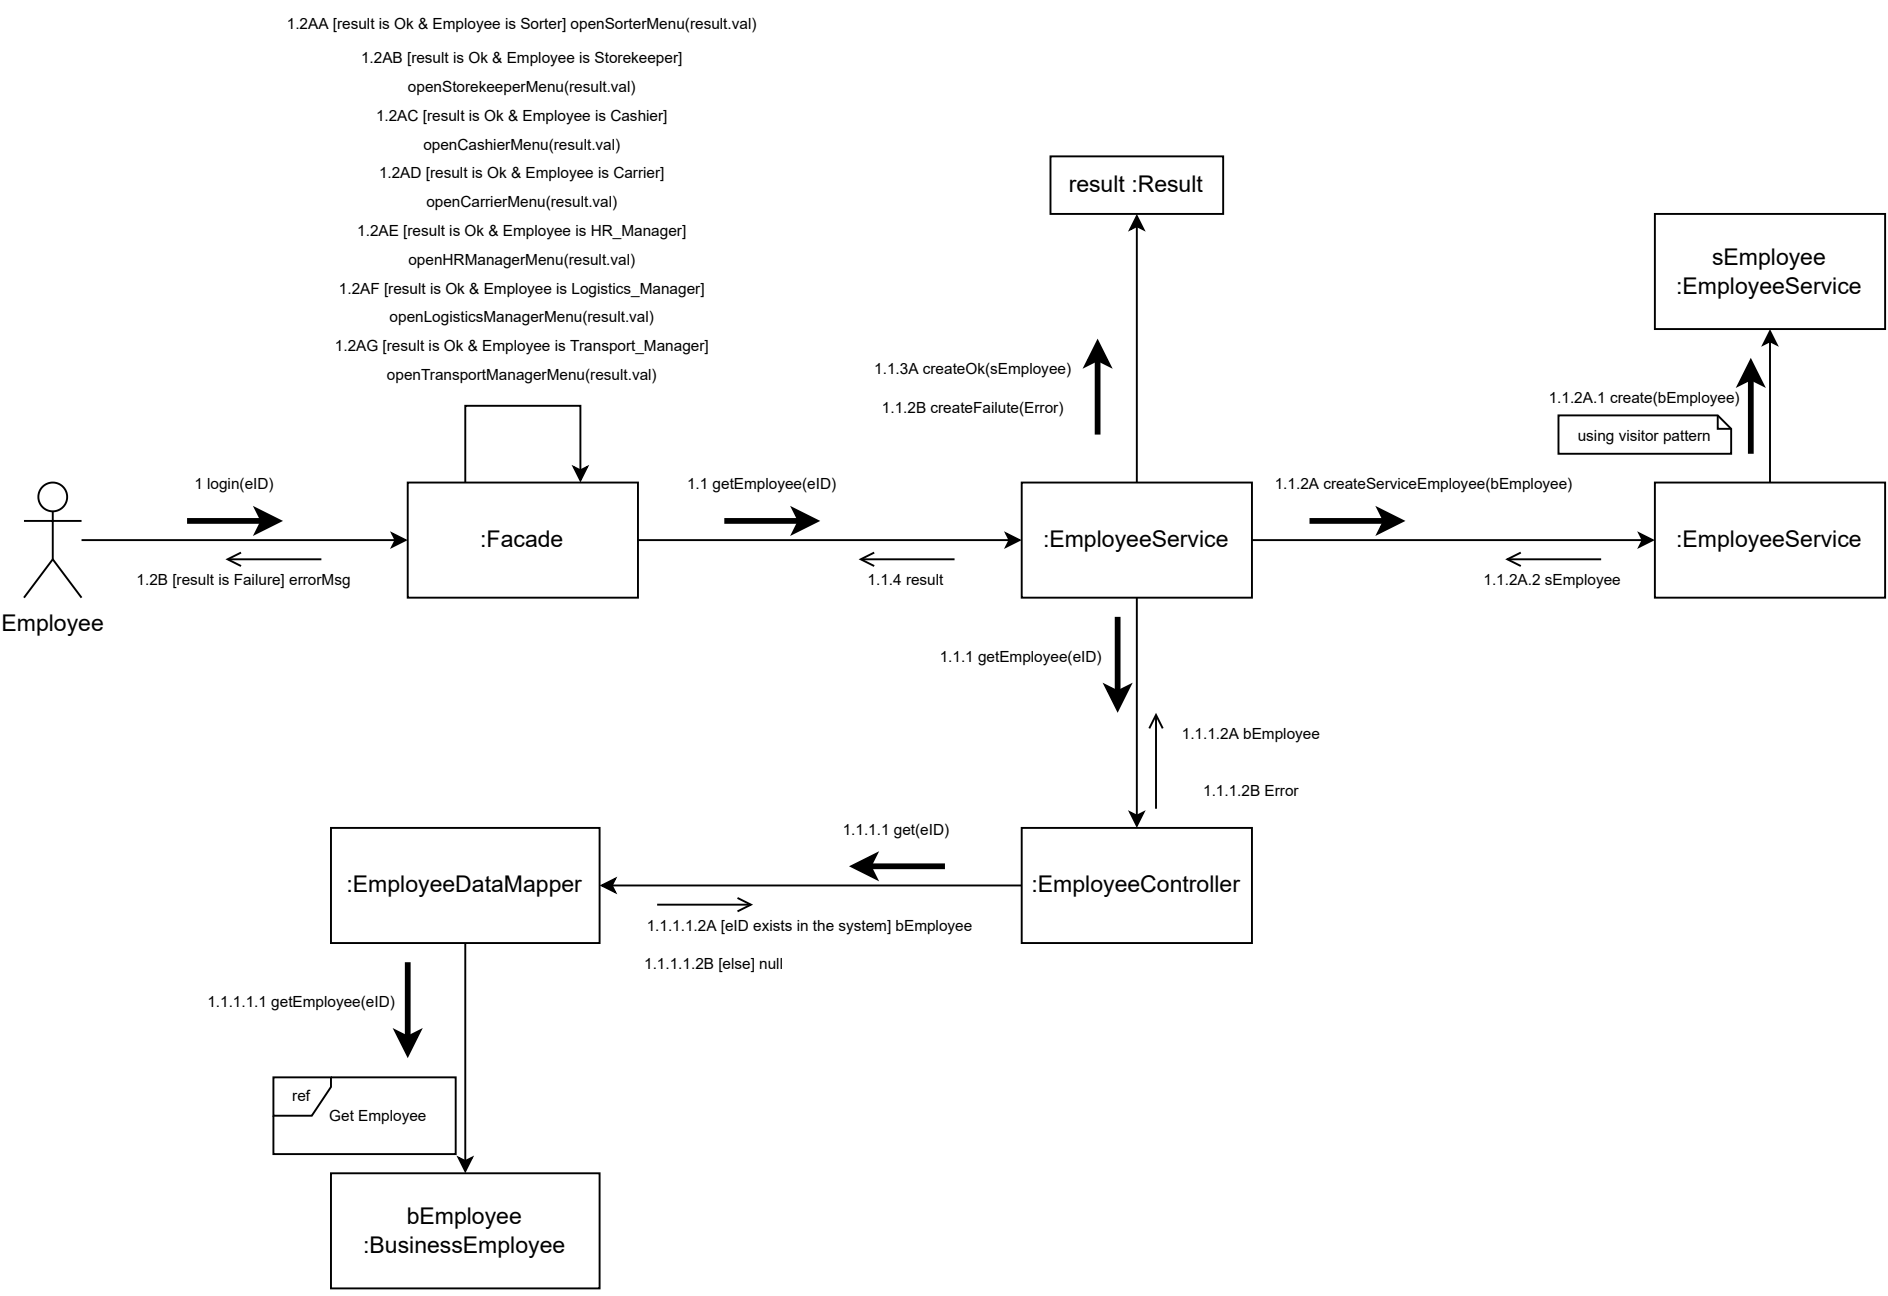 1.2AA [result is Ok & Employee is Sorter] openSorterMenu(result.val)
1.2AB [result is Ok & Employee is Storekeeper]
openStorekeeperMenu(result.val)
1.2AC [result is Ok & Employee is Cashier]
openCashierMenu(result.val)
1.2AD [result is Ok & Employee is Carrier]
openCarrierMenu(result.val)
1.2AE [result is Ok & Employee is HR_Manager]
openHRManagerMenu(result.val)
1.2AF [result is Ok & Employee is Logistics_Manager]
openLogisticsManagerMenu(result.val)
1.2AG [result is Ok & Employee is Transport_Manager]
openTransportManagerMenu(result.val)
result :Result
sEmployee
:EmployeeService
1.1.3A createOk(sEmployee)
1.1.2B createFailute(Error)
1.1.2A.1 create(bEmployee)
using visitor pattern
1 login(eID)
1.2B [result is Failure] errorMsg
Employee
:Facade
1.1 getEmployee(eID)
1.1.4 result
:EmployeeService
1.1.2A createServiceEmployee(bEmployee)
1.1.2A.2 sEmployee
:EmployeeService
1.1.1 getEmployee(eID)
1.1.1.2A bEmployee
1.1.1.2B Error
:EmployeeDataMapper
1.1.1.1 get(eID)
1.1.1.1.2A [eID exists in the system] bEmployee
1.1.1.1.2B [else] null
:EmployeeController
1.1.1.1.1 getEmployee(eID)
ref
Get Employee
bEmployee
:BusinessEmployee